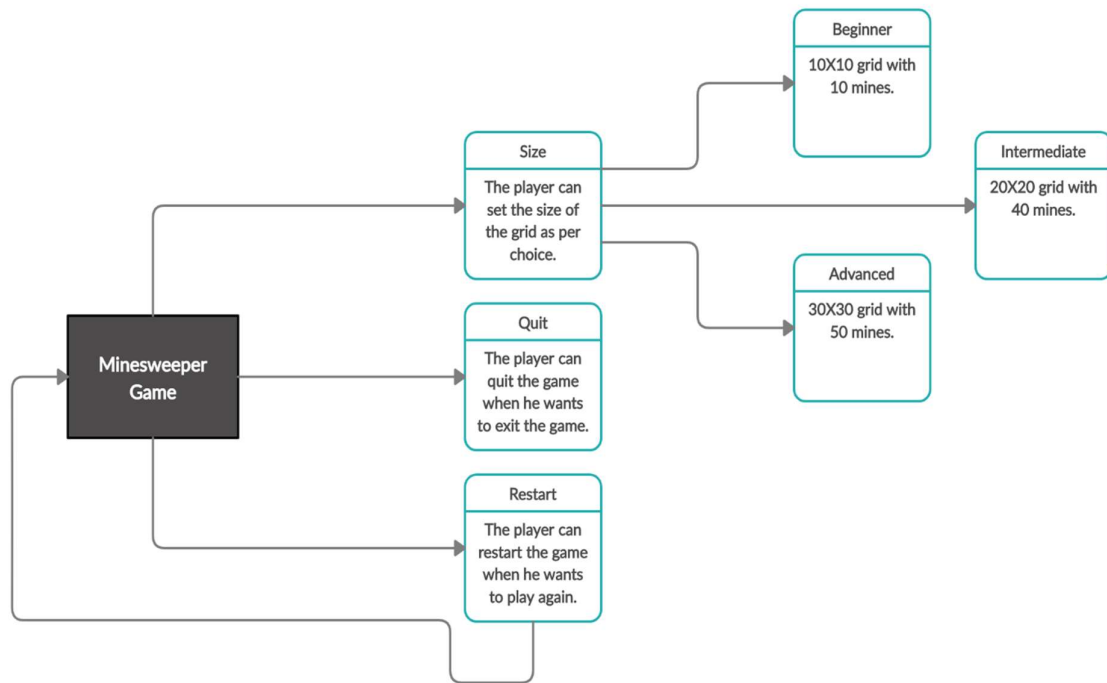 Minesweeper
Game
Size
The player can
set the size of
the grid as per
choice.
Quit
The player can
quit the game
when he wants
to exit the game.
Restart
The player can
restart the game
when he wants
to play again.
Beginner
10X10 grid with
10 mines.
Intermediate
20X20 grid with
40 mines.
Advanced
30X30 grid with
50 mines.